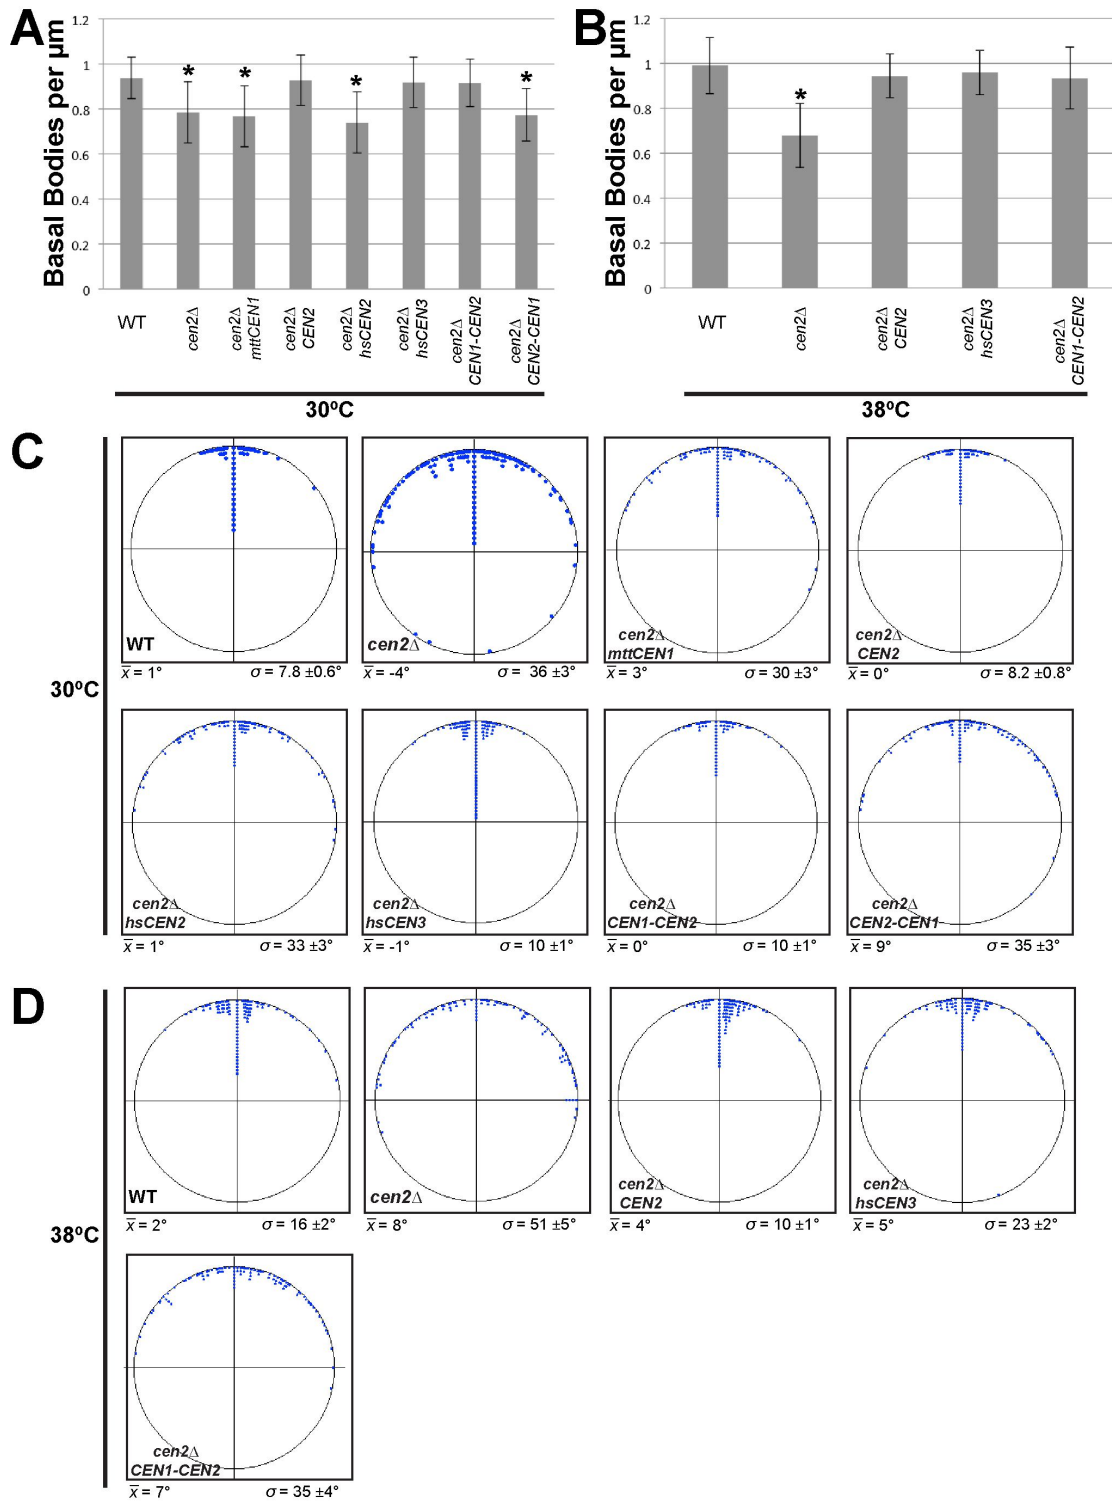 A
Basal Bodies per µm
1.2
1
0.8
0.6
0.4
0.2
0
*
*
*
*
WT
cen2Δ
cen2Δ
mttCEN1
cen2Δ
CEN2
cen2Δ
hsCEN2
cen2Δ
hsCEN3
cen2Δ
CEN1-CEN2
cen2Δ
CEN2-CEN1
30ºC
B
Basal Bodies per µm
1.2
1
0.8
0.6
0.4
0.2
0
*
WT
cen2Δ
cen2Δ
CEN2
cen2Δ
hsCEN3
cen2Δ
CEN1-CEN2
38ºC
C
30ºC
WT
x̅ = 1° σ = 7.8 ±0.6°
cen2Δ
x̅ = -4° σ = 36 ±3°
cen2Δ
mttCEN1
x̅ = 3° σ = 30 ±3°
cen2Δ
CEN2
x̅ = 0° σ = 8.2 ±0.8°
cen2Δ
hsCEN2
x̅ = 1° σ = 33 ±3°
cen2Δ
hsCEN3
x̅ = -1° σ = 10 ±1°
cen2Δ
CEN1-CEN2
x̅ = 0° σ = 10 ±1°
cen2Δ
CEN2-CEN1
x̅ = 9° σ = 35 ±3°
D
38ºC
WT
x̅ = 2° σ = 16 ±2°
cen2Δ
x̅ = 8° σ = 51 ±5°
cen2Δ
CEN2
x̅ = 4° σ = 10 ±1°
cen2Δ
hsCEN3
x̅ = 5° σ = 23 ±2°
cen2Δ
CEN1-CEN2
x̅ = 7° σ = 35 ±4°